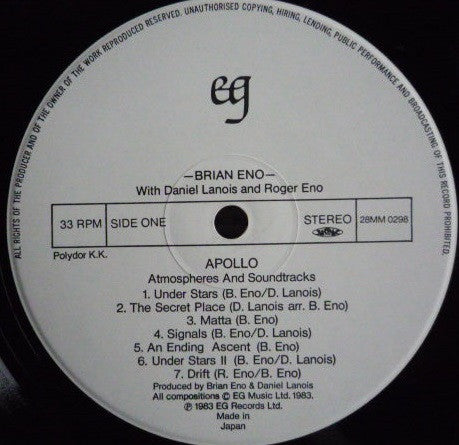 ALL RIGHTS OF THE PRODUCER AND OF THE OWNER OF THE WORK REPRODUCED RESERVED. UNAUTHORISED COPYING, HIRING, LENDING, PUBLIC PERFORMANCE AND BROADCASTING OF THIS RECORD PROHIBITED.
eg
—BRIAN ENO—
With Daniel Lanois and Roger Eno
33 RPM SIDE ONE STEREO 28MM 0298
Polydor K.K.
APOLLO
Atmospheres And Soundtracks
1. Under Stars (B. Eno/D. Lanois)
2. The Secret Place (D. Lanois arr. B. Eno)
3. Matta (B. Eno)
4. Signals (B. Eno/D. Lanois)
5. An Ending Ascent (B. Eno)
6. Under Stars II (B. Eno/D. Lanois)
7. Drift (R. Eno/B. Eno)
Produced by Brian Eno & Daniel Lanois
All compositions © EG Music Ltd. 1983.
℗ 1983 EG Records Ltd.
Made in
Japan